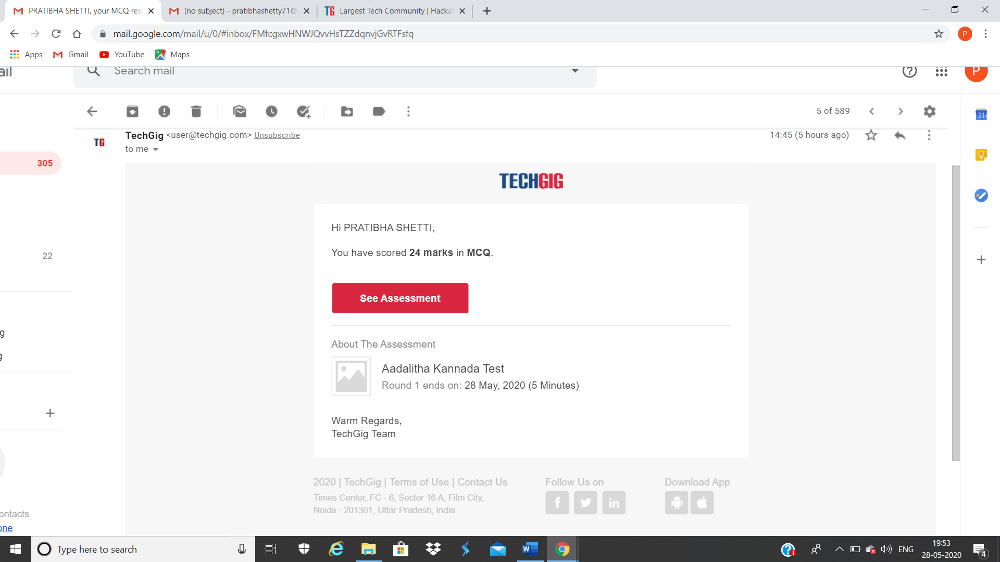 PRATIBHA SHETTI, your MCQ res
(no subject) - pratibhashetty71@
TG Largest Tech Community | Hacka
mail.google.com/mail/u/0/#inbox/FMfcgxwHNWJQvvHsTZZdqnvjGvRTFsfq
P
Apps
Gmail
YouTube
Maps
ail
Search mail
P
5 of 589
31
TG
TechGig <user@techgig.com> Unsubscribe
14:45 (5 hours ago)
to me
305
TECHGIG
Hi PRATIBHA SHETTI,
You have scored 24 marks in MCQ.
22
See Assessment
g
About The Assessment
Aadalitha Kannada Test
Round 1 ends on: 28 May, 2020 (5 Minutes)
Warm Regards,
TechGig Team
2020 | TechGig | Terms of Use | Contact Us
Times Center, FC - 6, Sector 16 A, Film City,
Noida - 201301, Uttar Pradesh, India
Follow Us on
Download App
ontacts
one
Type here to search
ENG
19:53
28-05-2020
4